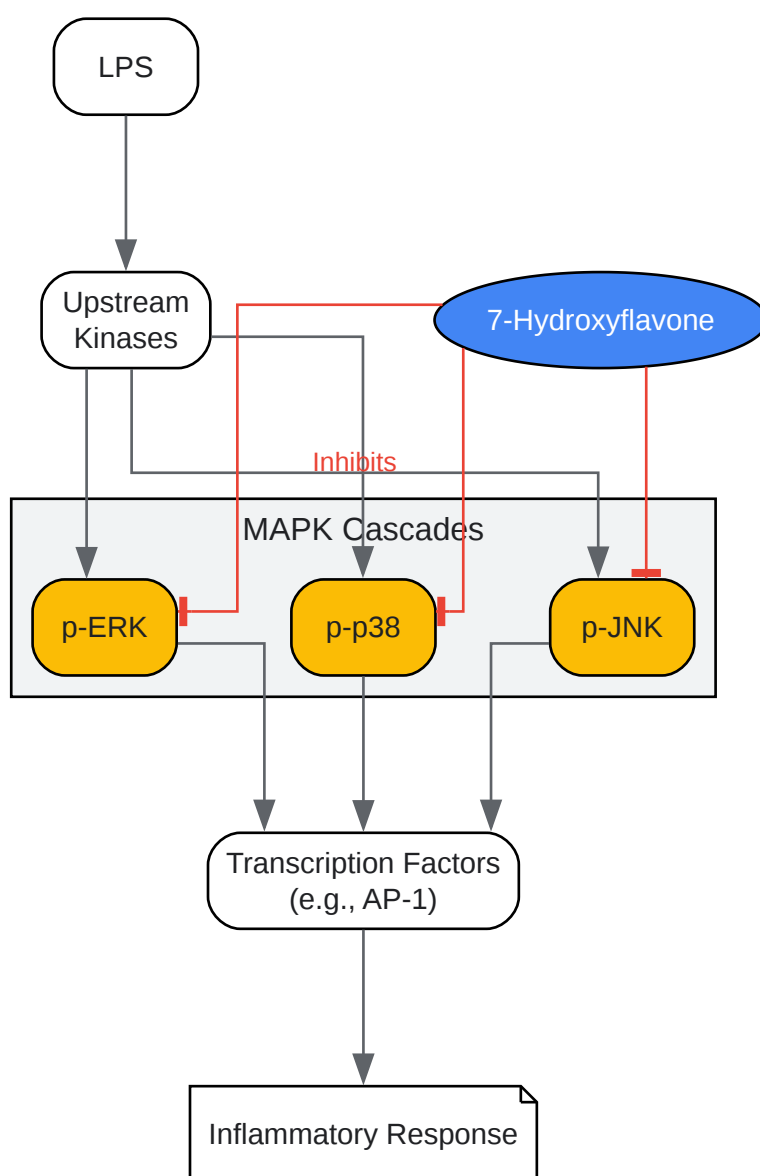 LPS
Upstream
Kinases
7-Hydroxyflavone
Inhibits
MAPK Cascades
p-ERK
p-p38
p-JNK
Transcription Factors
(e.g., AP-1)
Inflammatory Response